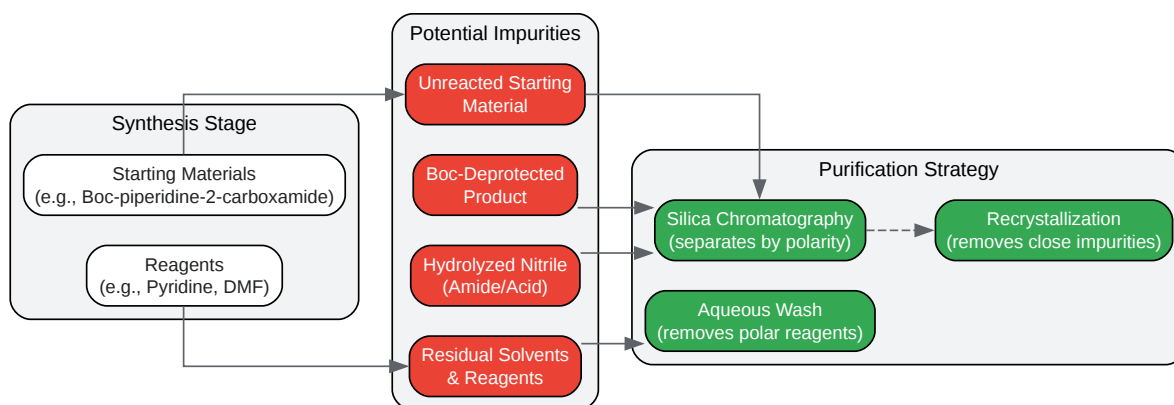 Synthesis Stage
Starting Materials
(e.g., Boc-piperidine-2-carboxamide)
Reagents
(e.g., Pyridine, DMF)
Potential Impurities
Unreacted Starting
Material
Boc-Deprotected
Product
Hydrolyzed Nitrile
(Amide/Acid)
Residual Solvents
& Reagents
Purification Strategy
Silica Chromatography
(separates by polarity)
Recrystallization
(removes close impurities)
Aqueous Wash
(removes polar reagents)